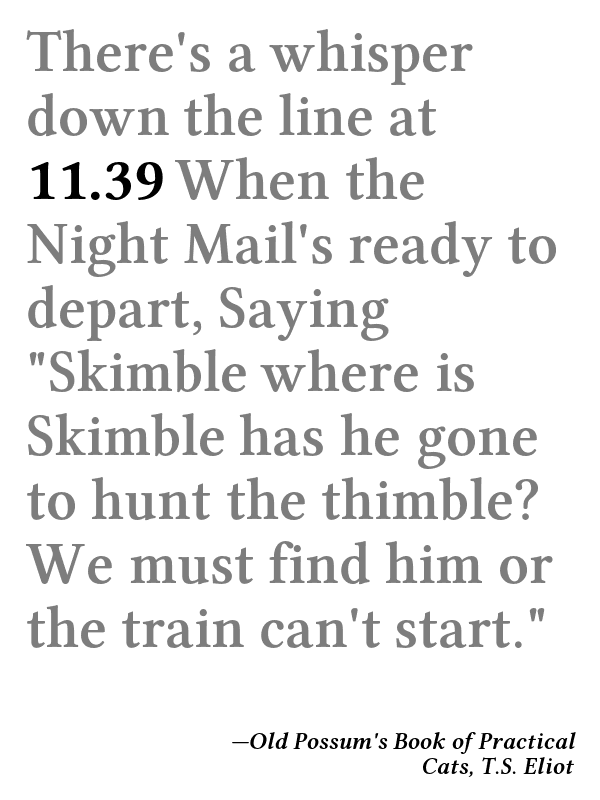 There's a whisper
down the line at
11.39 When the
Night Mail's ready to
depart, Saying
"Skimble where is
Skimble has he gone
to hunt the thimble?
We must find him or
the train can't start."
—Old Possum's Book of Practical
Cats, T.S. Eliot